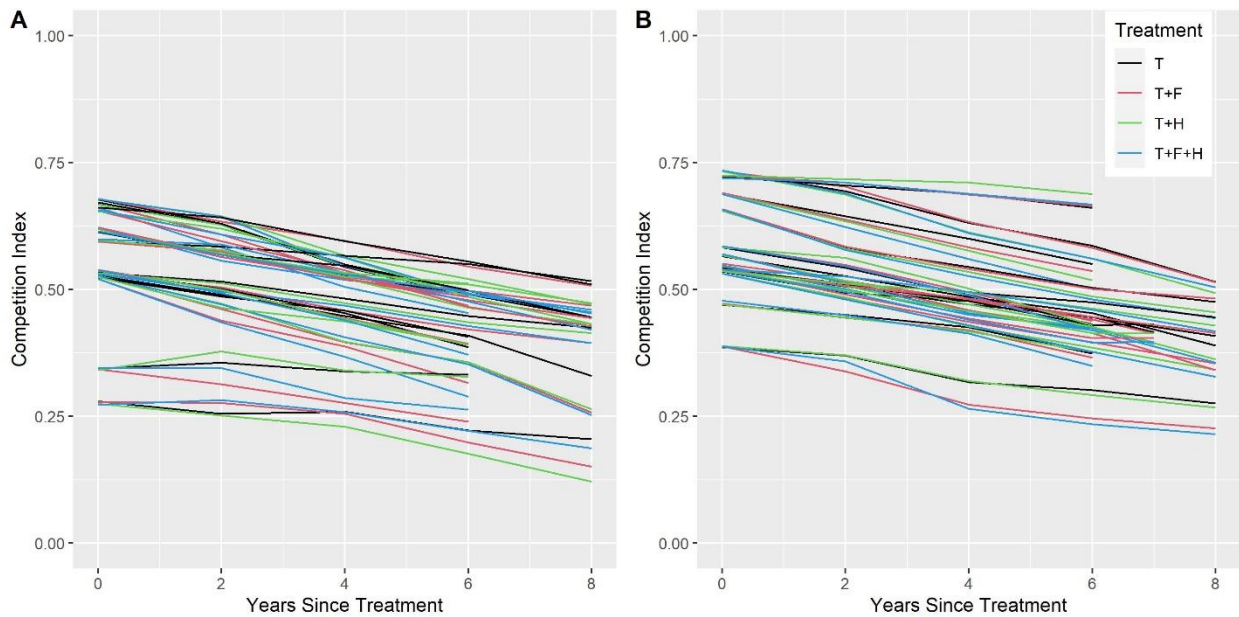 A
Competition Index
1.00
0.75
0.50
0.25
0.00
0 2 4 6 8
Years Since Treatment
B
Competition Index
1.00
0.75
0.50
0.25
0.00
0 2 4 6 8
Years Since Treatment
Treatment
T
T+F
T+H
T+F+H